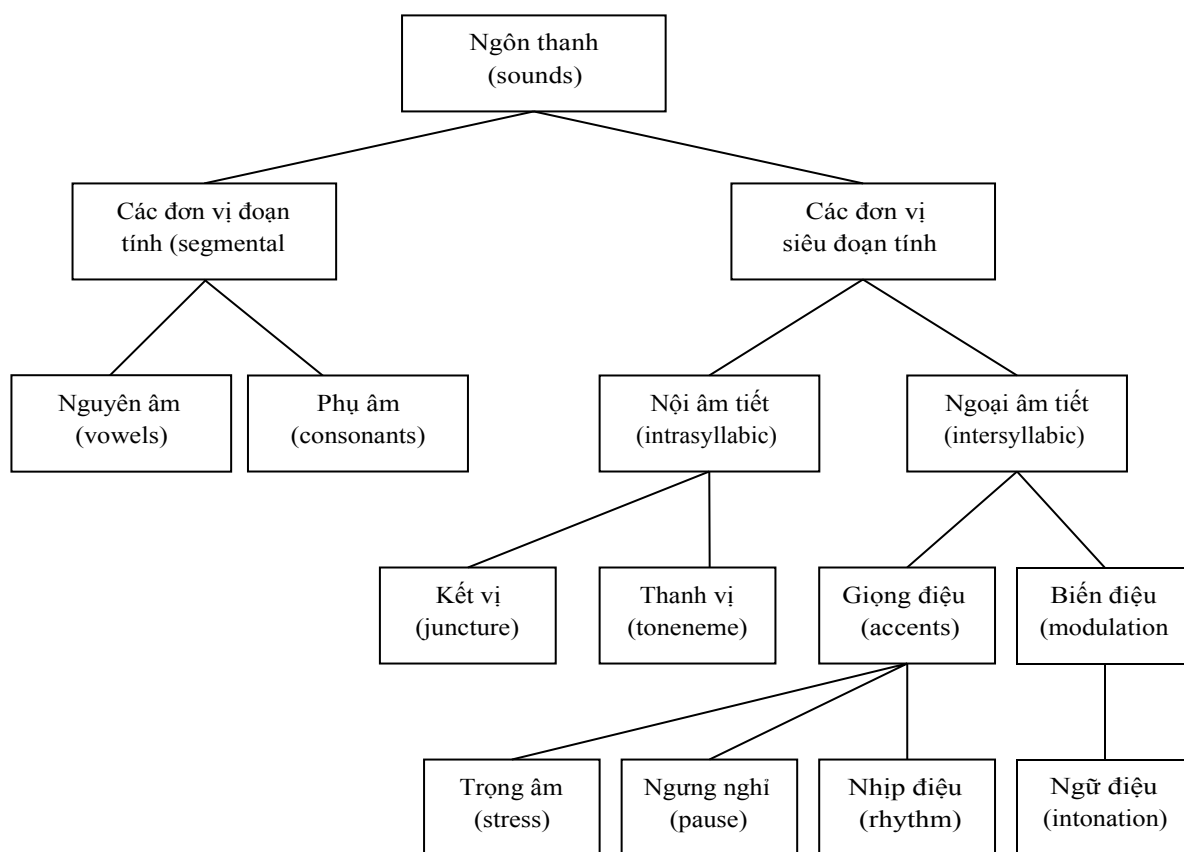 Ngôn thanh
(sounds)
Các đơn vị đoạn
tính (segmental
Các đơn vị
siêu đoạn tính
Nguyên âm
(vowels)
Phụ âm
(consonants)
Nội âm tiết
(intrasyllabic)
Ngoại âm tiết
(intersyllabic)
Kết vị
(juncture)
Thanh vị
(toneneme)
Giọng điệu
(accents)
Biến điệu
(modulation
Trọng âm
(stress)
Ngưng nghỉ
(pause)
Nhịp điệu
(rhythm)
Ngữ điệu
(intonation)